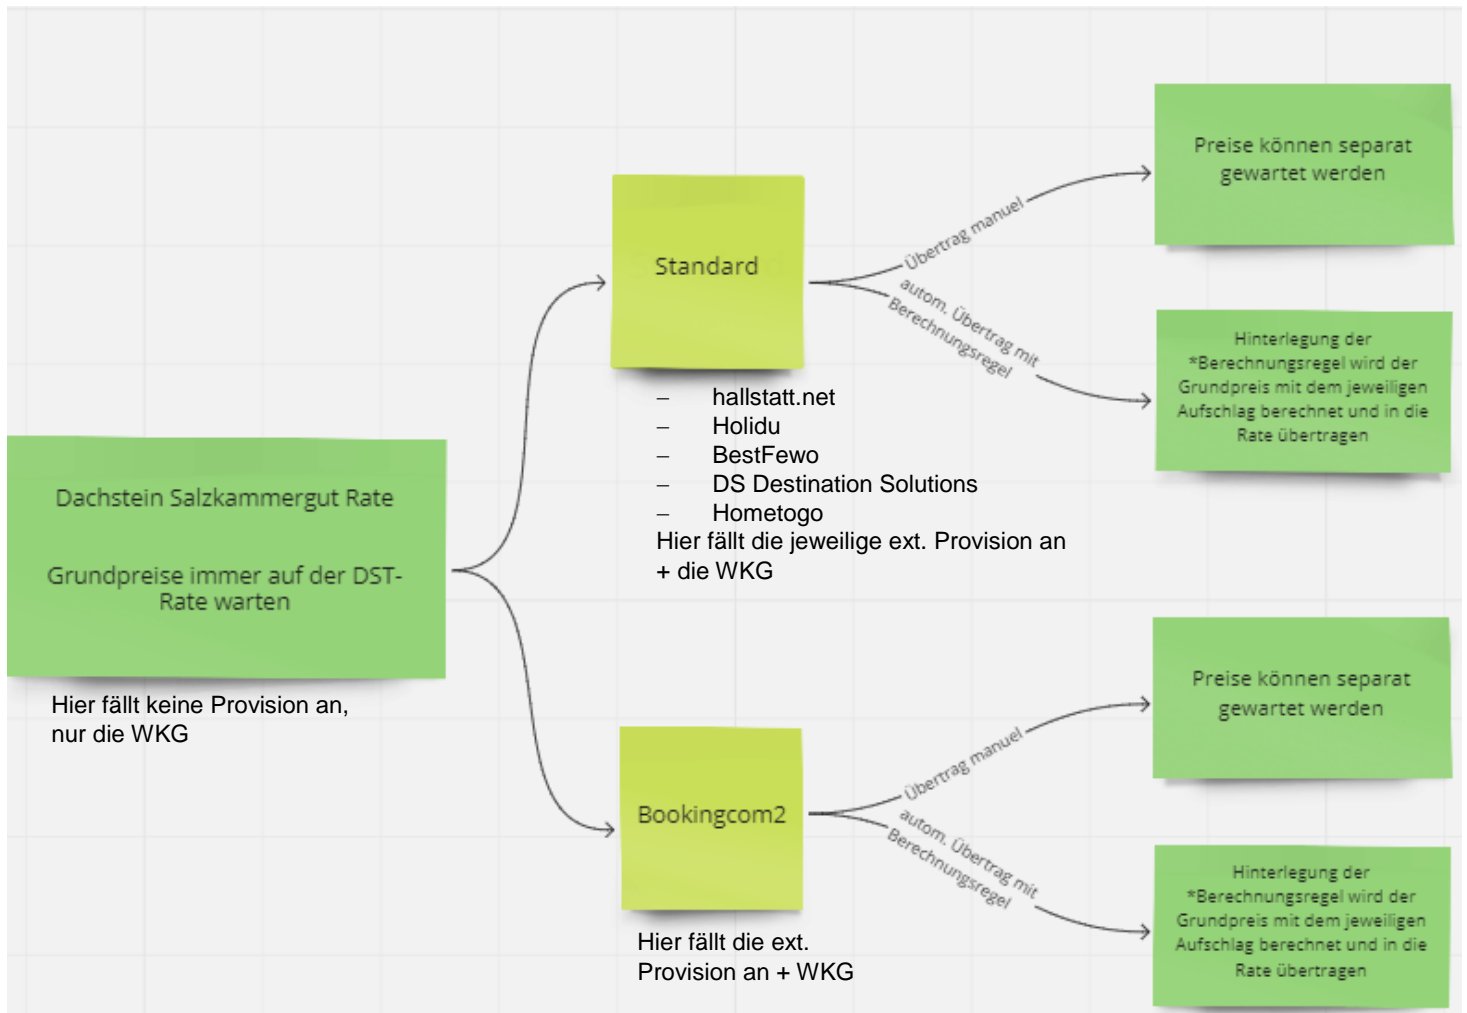 Dachstein Salzkammergut Rate
Grundpreise immer auf der DST-
Rate warten
Hier fällt keine Provision an,
nur die WKG
Standard
– hallstatt.net
– Holidu
– BestFewo
– DS Destination Solutions
– Hometogo
Hier fällt die jeweilige ext. Provision an
+ die WKG
Übertrag manuel
Preise können separat
gewartet werden
autom. Übertrag mit
Berechnungsregel
Hinterlegung der
*Berechnungsregel wird der
Grundpreis mit dem jeweiligen
Aufschlag berechnet und in die
Rate übertragen
Bookingcom2
Hier fällt die ext.
Provision an + WKG
Übertrag manuel
Preise können separat
gewartet werden
autom. Übertrag mit
Berechnungsregel
Hinterlegung der
*Berechnungsregel wird der
Grundpreis mit dem jeweiligen
Aufschlag berechnet und in die
Rate übertragen